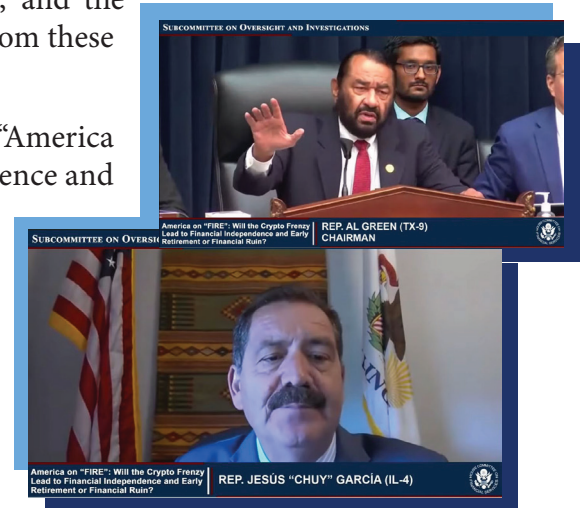 , and the
om these
“America
ence and
SUBCOMMITTEE ON OVERSIGHT AND INVESTIGATIONS
America on "FIRE": Will the Crypto Frenzy
Lead to Financial Independence and Early
Retirement or Financial Ruin?
REP. AL GREEN (TX-9)
CHAIRMAN
SUBCOMMITTEE ON OVERSI
America on "FIRE": Will the Crypto Frenzy
Lead to Financial Independence and Early
Retirement or Financial Ruin?
REP. JESÚS "CHUY" GARCÍA (IL-4)